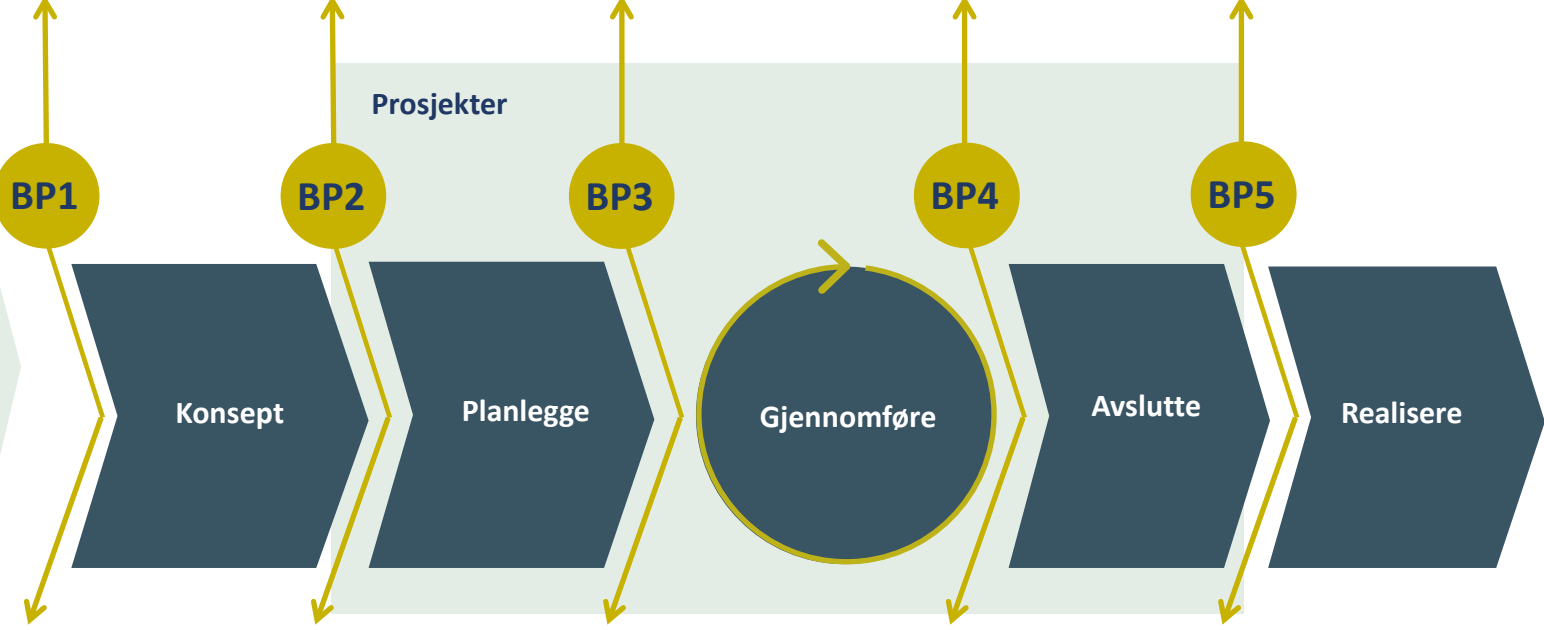 Prosjekter
BP1
BP2
BP3
BP4
BP5
Konsept
Planlegge
Gjennomføre
Avslutte
Realisere